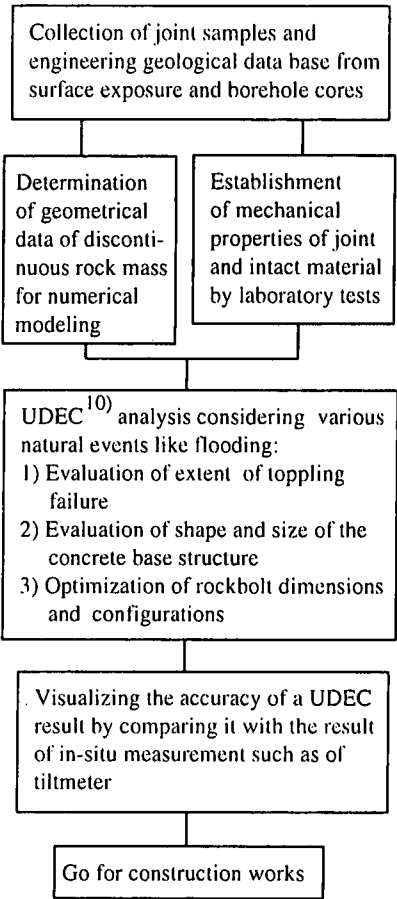 Collection of joint samples and
engineering geological data base from
surface exposure and borehole cores
Determination
of geometrical
data of disconti-
nuous rock mass
for numerical
modeling
Establishment
of mechanical
properties of joint
and intact material
by laboratory tests
UDEC10) analysis considering various
natural events like flooding:
1) Evaluation of extent of toppling
failure
2) Evaluation of shape and size of the
concrete base structure
3) Optimization of rockbolt dimensions
and configurations
Visualizing the accuracy of a UDEC
result by comparing it with the result
of in-situ measurement such as of
tiltmeter
Go for construction works